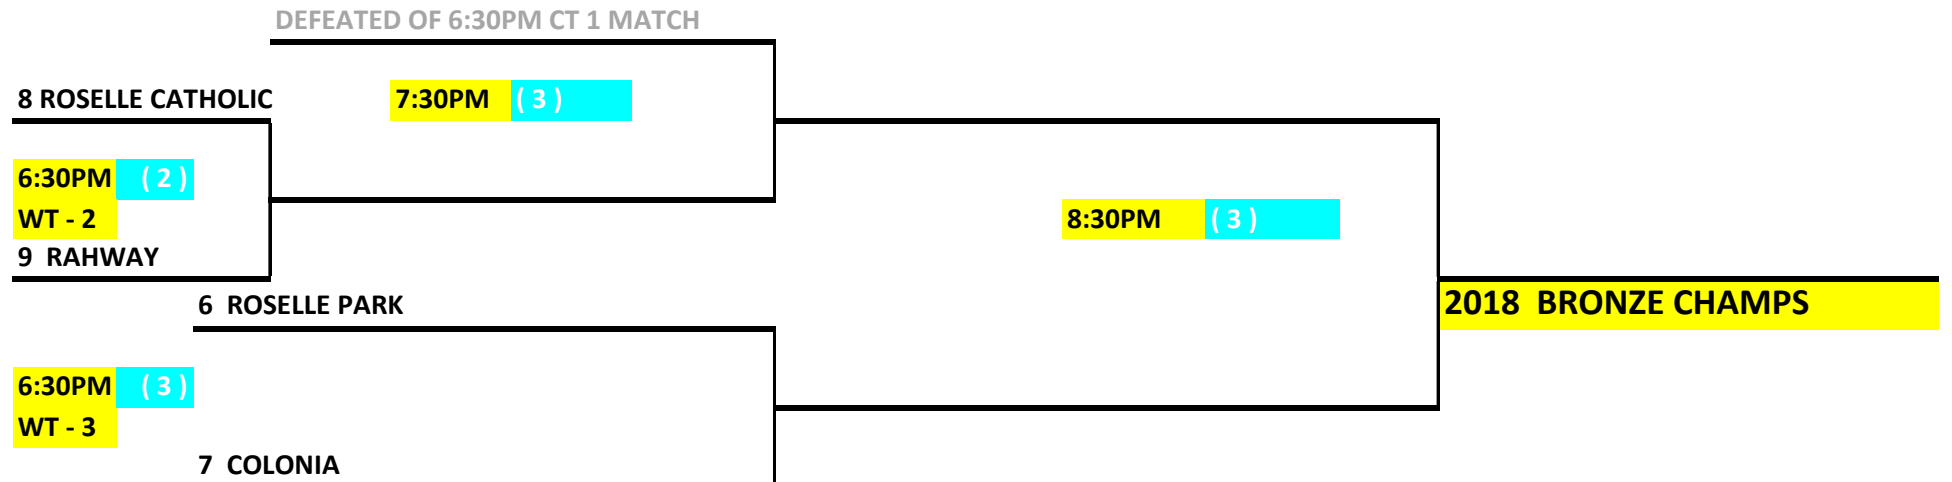 DEFEATED OF 6:30PM CT 1 MATCH
8 ROSELLE CATHOLIC
7:30PM ( 3 )
6:30PM ( 2 )
WT - 2
8:30PM ( 3 )
9 RAHWAY
6 ROSELLE PARK
2018 BRONZE CHAMPS
6:30PM ( 3 )
WT - 3
7 COLONIA